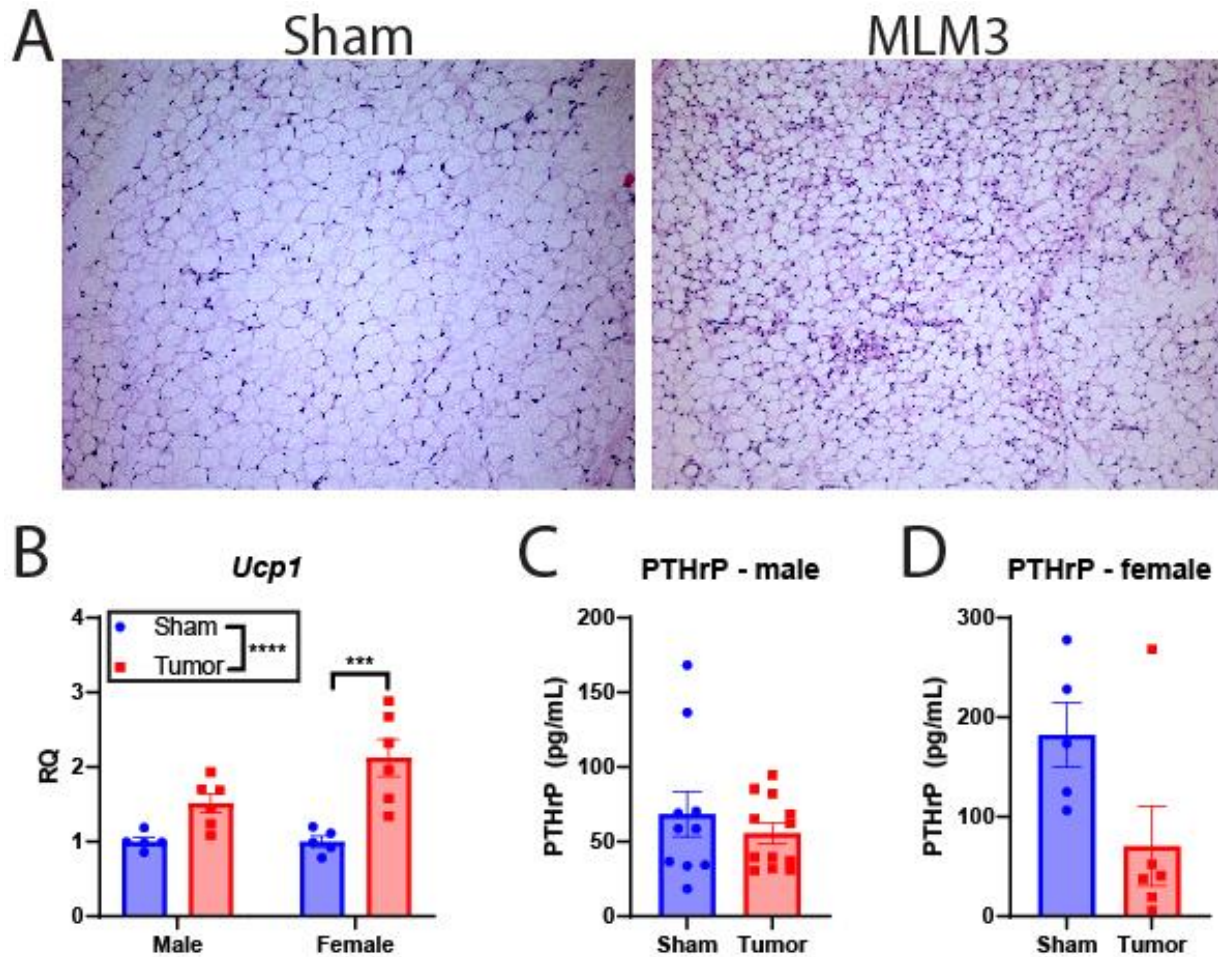 A
Sham
MLM3
B
Ucp1
4
3
2
1
0
RQ
Sham
Tumor
****
***
Male
Female
C
PTHrP - male
200
150
100
50
0
PTHrP (pg/mL)
Sham
Tumor
D
PTHrP - female
300
200
100
0
PTHrP (pg/mL)
Sham
Tumor